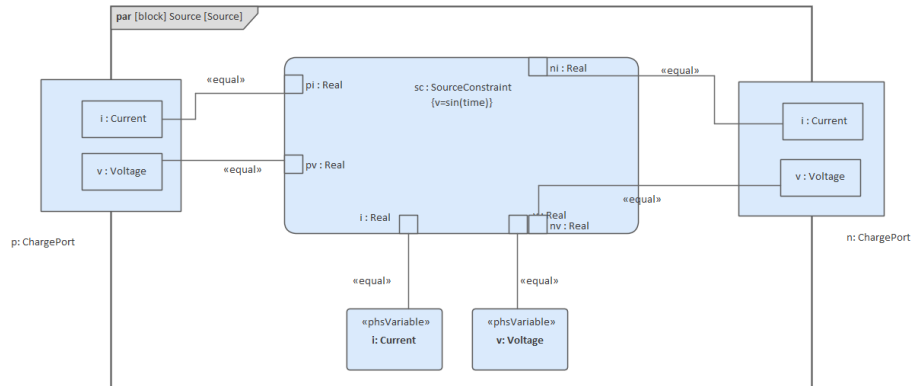 par [block] Source [Source]
«equal»
pi : Real
sc : SourceConstraint
{v=sin(time)}
ni : Real
«equal»
i : Current
i : Current
«equal»
pv : Real
v : Voltage
v : Voltage
«equal»
i : Real
: Real
nv : Real
p: ChargePort
n: ChargePort
«equal»
«equal»
«phsVariable»
i: Current
«phsVariable»
v: Voltage